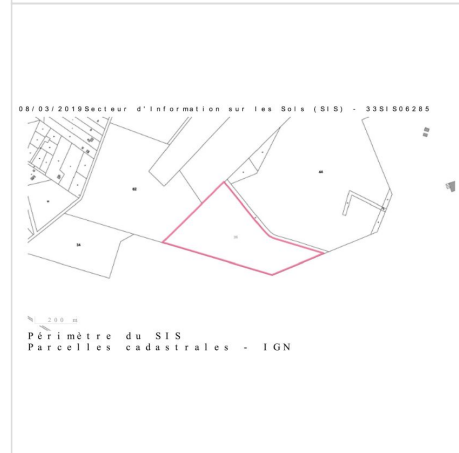 08/03/2019Secteur d'Information sur les Sols (SIS) - 33SIS06285
200 m
Périmètre du SIS
Parcelles cadastrales - IGN